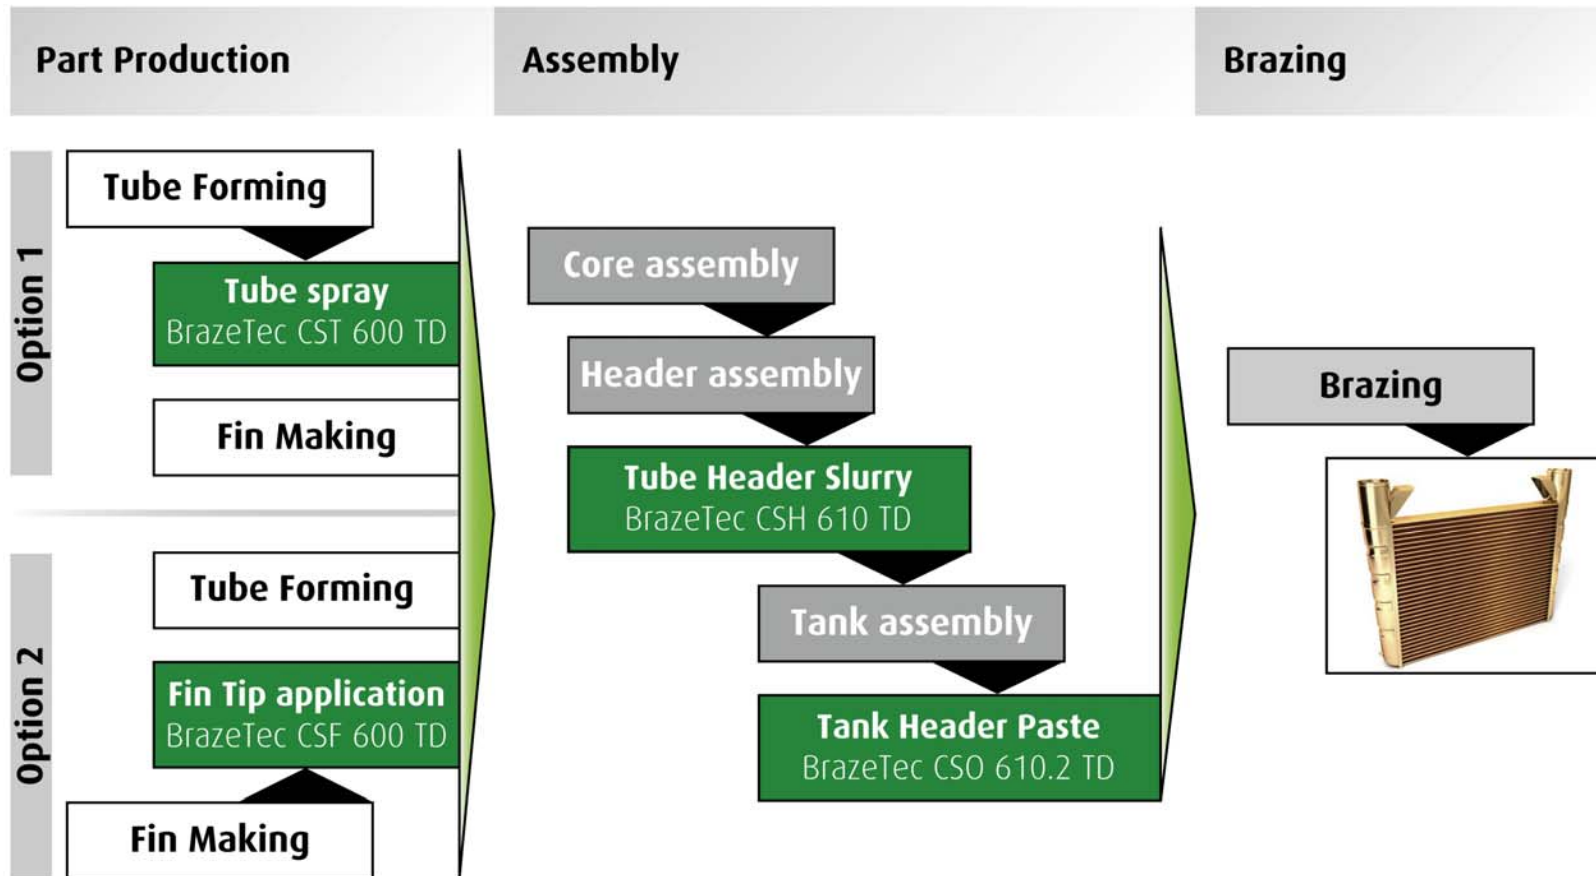 Part Production
Assembly
Brazing
Option 1
Tube Forming
Tube spray
BrazeTec CST 600 TD
Fin Making
Option 2
Tube Forming
Fin Tip application
BrazeTec CSF 600 TD
Fin Making
Core assembly
Header assembly
Tube Header Slurry
BrazeTec CSH 610 TD
Tank assembly
Tank Header Paste
BrazeTec CSO 610.2 TD
Brazing